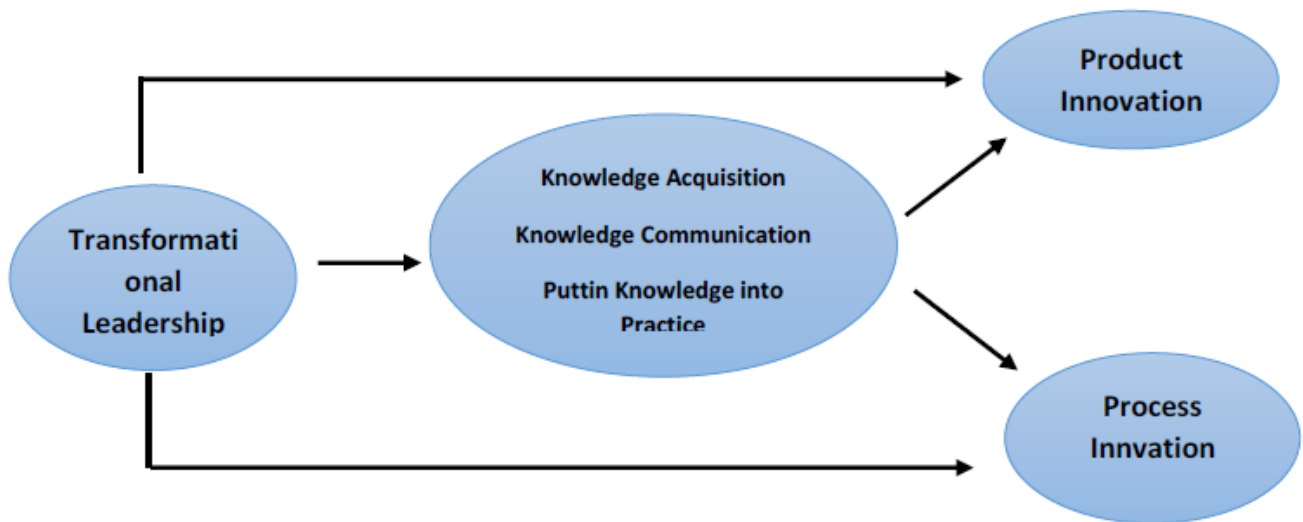 Product
Innovation
Knowledge Acquisition
Knowledge Communication
Puttin Knowledge into
Practice
Transformati
onal
Leadership
Process
Innvation